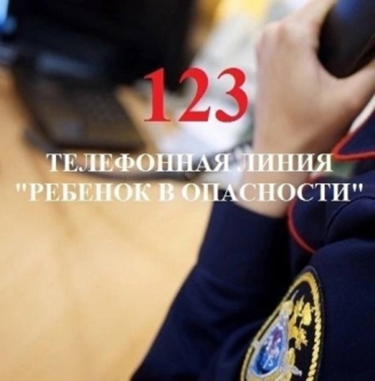 123
ТЕЛЕФОННАЯ ЛИНИЯ
"РЕБЕНОК В ОПАСНОСТИ"